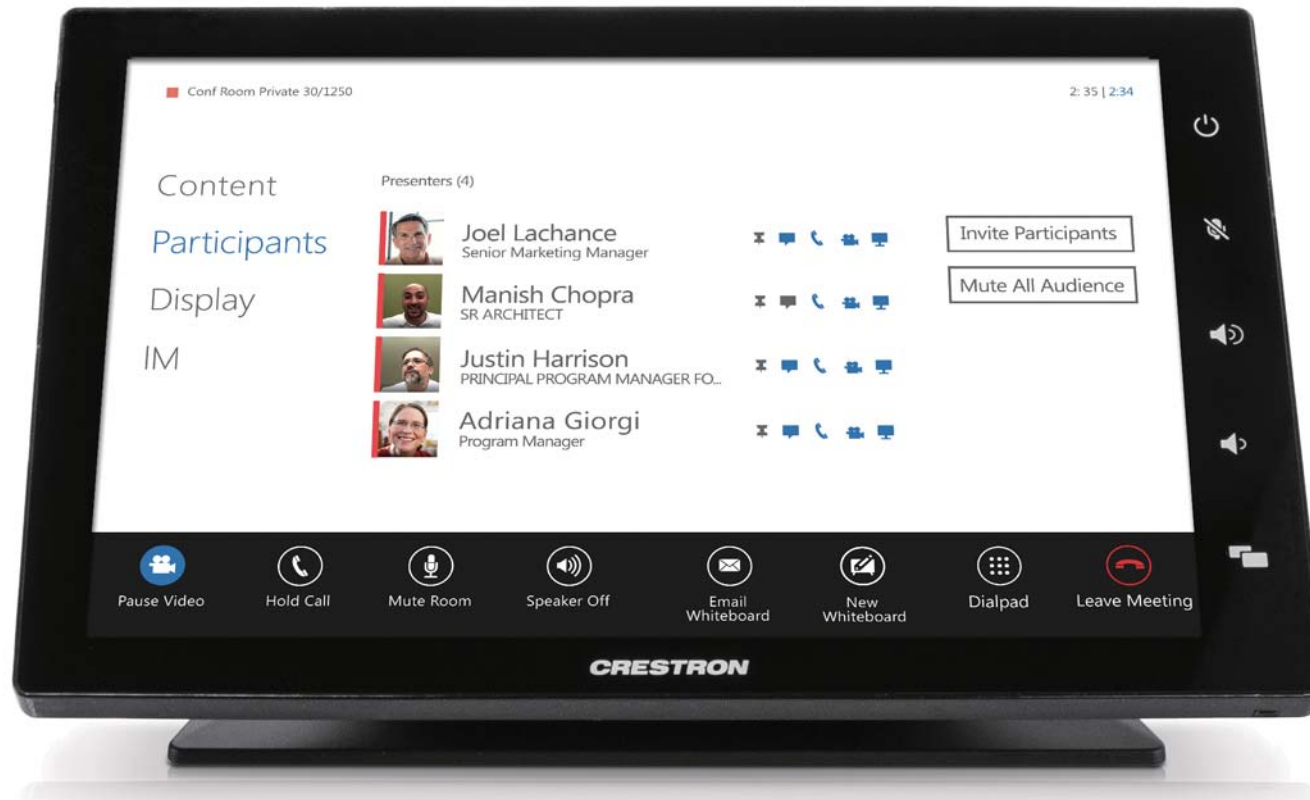 Conf Room Private 30/1250
2: 35 | 2:34
Content
Participants
Display
IM
Presenters (4)
Joel Lachance
Senior Marketing Manager
Manish Chopra
SR ARCHITECT
Justin Harrison
PRINCIPAL PROGRAM MANAGER FO...
Adriana Giorgi
Program Manager
Invite Participants
Mute All Audience
Pause Video
Hold Call
Mute Room
Speaker Off
Email
Whiteboard
New
Whiteboard
Dialpad
Leave Meeting
CRESTRON